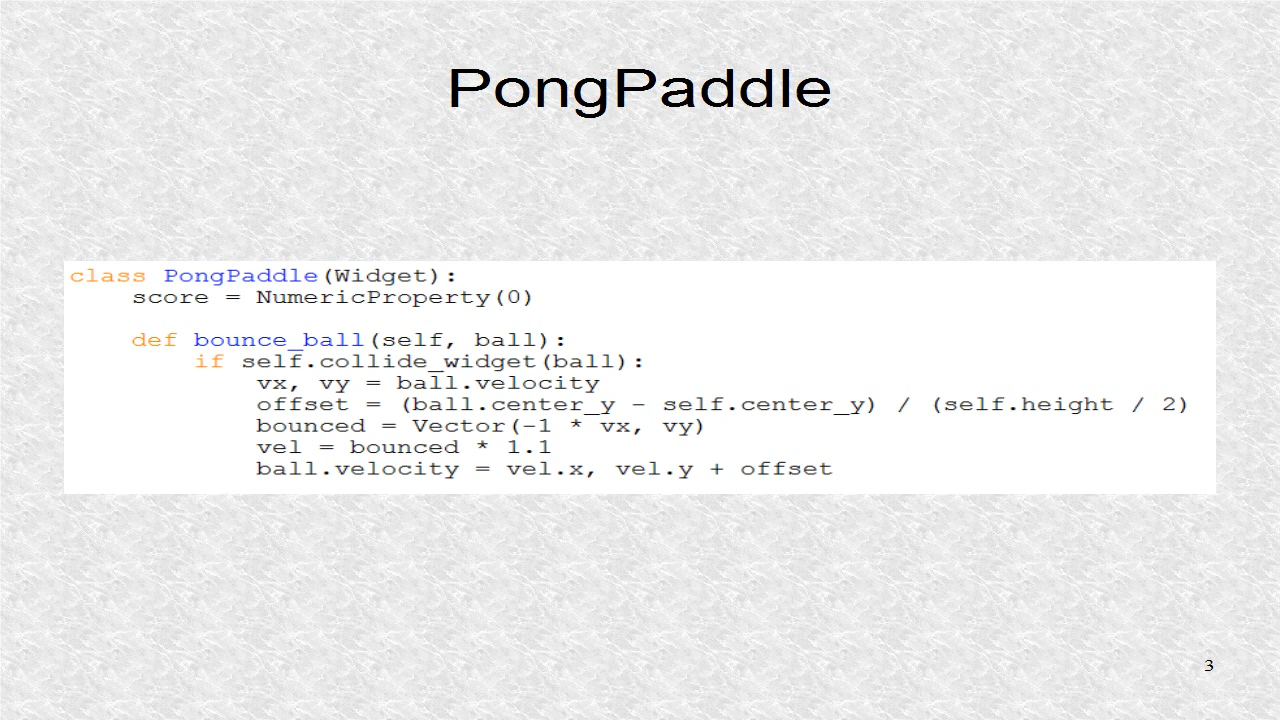 PongPaddle
class PongPaddle(Widget):
    score = NumericProperty(0)

    def bounce_ball(self, ball):
        if self.collide_widget(ball):
            vx, vy = ball.velocity
            offset = (ball.center_y - self.center_y) / (self.height / 2)
            bounced = Vector(-1 * vx, vy)
            vel = bounced * 1.1
            ball.velocity = vel.x, vel.y + offset
3